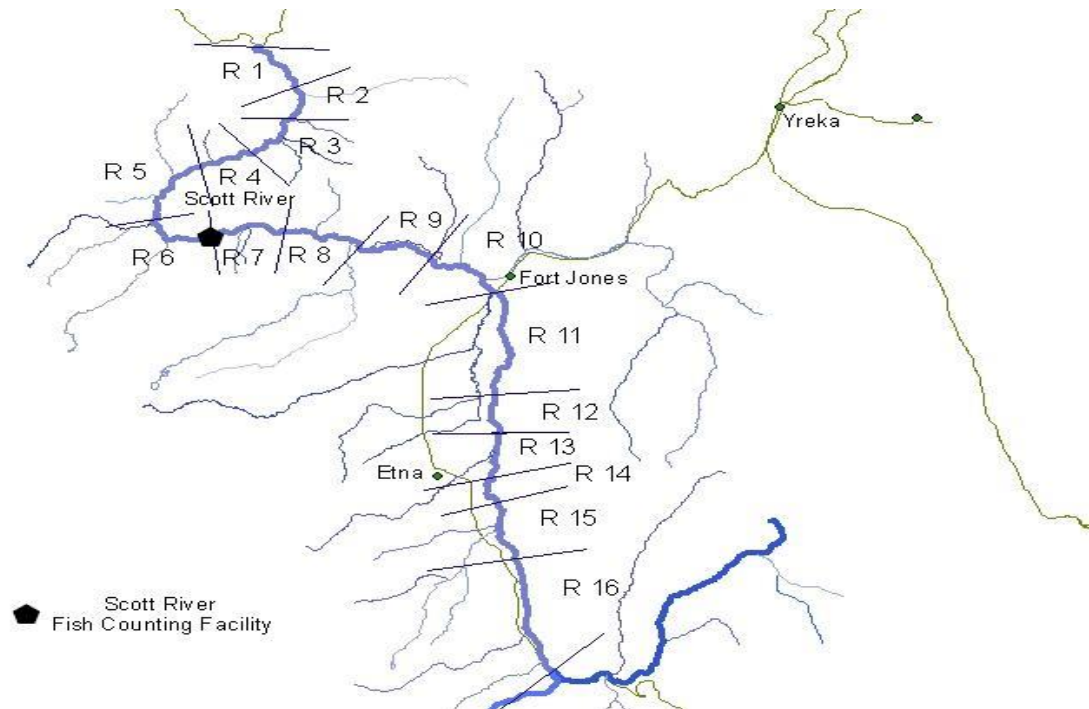 R 1
R 2
Yreka
R 3
R 5
R 4
Scott River
R 9
R 10
R 6
R 7
R 8
Fort Jones
R 11
R 12
R 13
Etna
R 14
R 15
R 16
Scott River
Fish Counting Facility